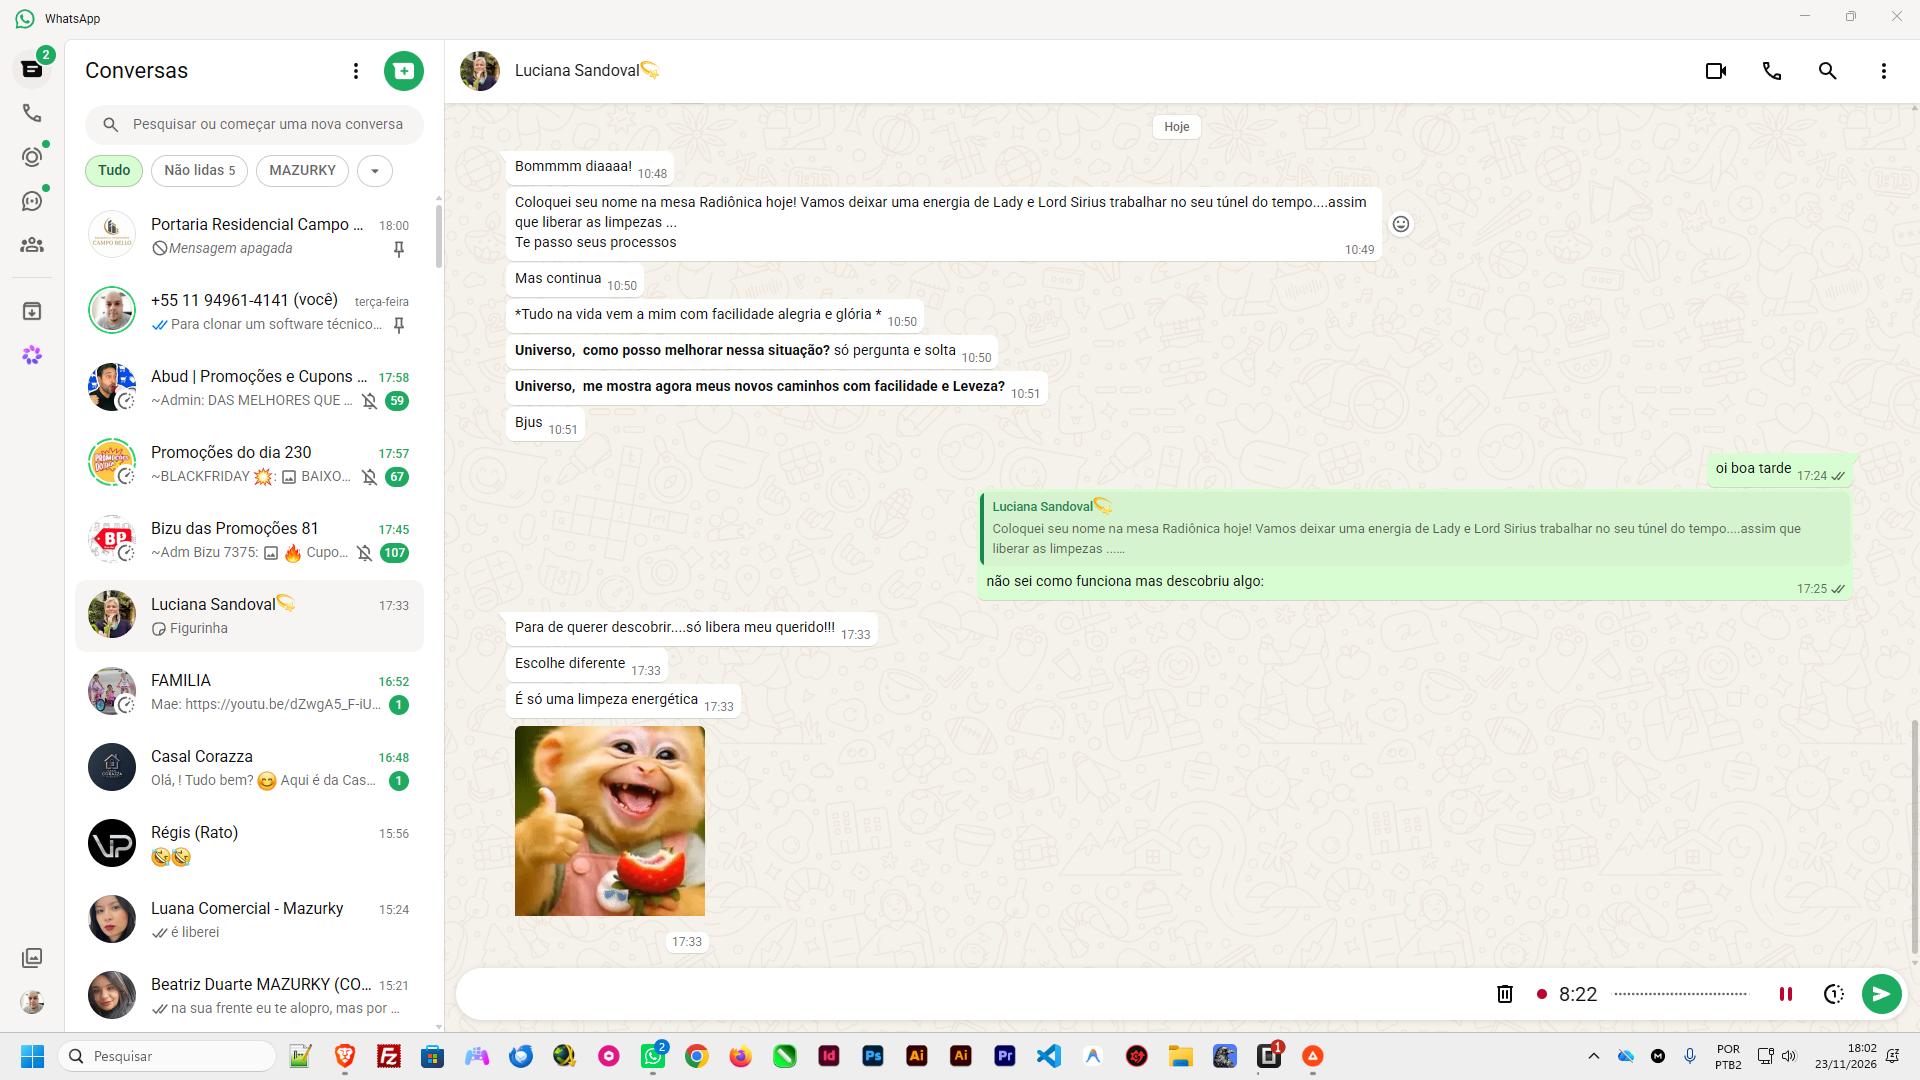 WhatsApp
2
Conversas
Pesquisar ou começar uma nova conversa
Tudo
Não lidas 5
MAZURKY
Portaria Residencial Campo ...
18:00
Mensagem apagada
+55 11 94961-4141 (você)
terça-feira
Para clonar um software técnico...
Abud | Promoções e Cupons ...
17:58
~Admin: DAS MELHORES QUE ...
59
Promoções do dia 230
17:57
~BLACKFRIDAY 💥: BAIXO...
67
Bizu das Promoções 81
17:45
~Adm Bizu 7375: 🔥 Cupo...
107
Luciana Sandoval💫
17:33
Figurinha
FAMILIA
16:52
Mae: https://youtu.be/dZwgA5_F-iU...
1
Casal Corazza
16:48
Olá, ! Tudo bem? 😊 Aqui é da Cas...
1
Régis (Rato)
15:56
🤣🤣
Luana Comercial - Mazurky
15:24
é liberei
Beatriz Duarte MAZURKY (CO...
15:21
na sua frente eu te alopro, mas por ...
Luciana Sandoval💫
Hoje
Bommmm diaaaa! 10:48
Coloquei seu nome na mesa Radiônica hoje! Vamos deixar uma energia de Lady e Lord Sirius trabalhar no seu túnel do tempo....assim
que liberar as limpezas ...
Te passo seus processos
10:49
Mas continua 10:50
*Tudo na vida vem a mim com facilidade alegria e glória * 10:50
Universo, como posso melhorar nessa situação? só pergunta e solta 10:50
Universo, me mostra agora meus novos caminhos com facilidade e Leveza? 10:51
Bjus 10:51
oi boa tarde 17:24
Luciana Sandoval💫
Coloquei seu nome na mesa Radiônica hoje! Vamos deixar uma energia de Lady e Lord Sirius trabalhar no seu túnel do tempo....assim que
liberar as limpezas ......
não sei como funciona mas descobriu algo:
17:25
Para de querer descobrir....só libera meu querido!!! 17:33
Escolhe diferente 17:33
É só uma limpeza energética 17:33
17:33
8:22
Pesquisar
2
Id
Ps
Ai
Ai
Pr
1
POR
PTB2
18:02
23/11/2026